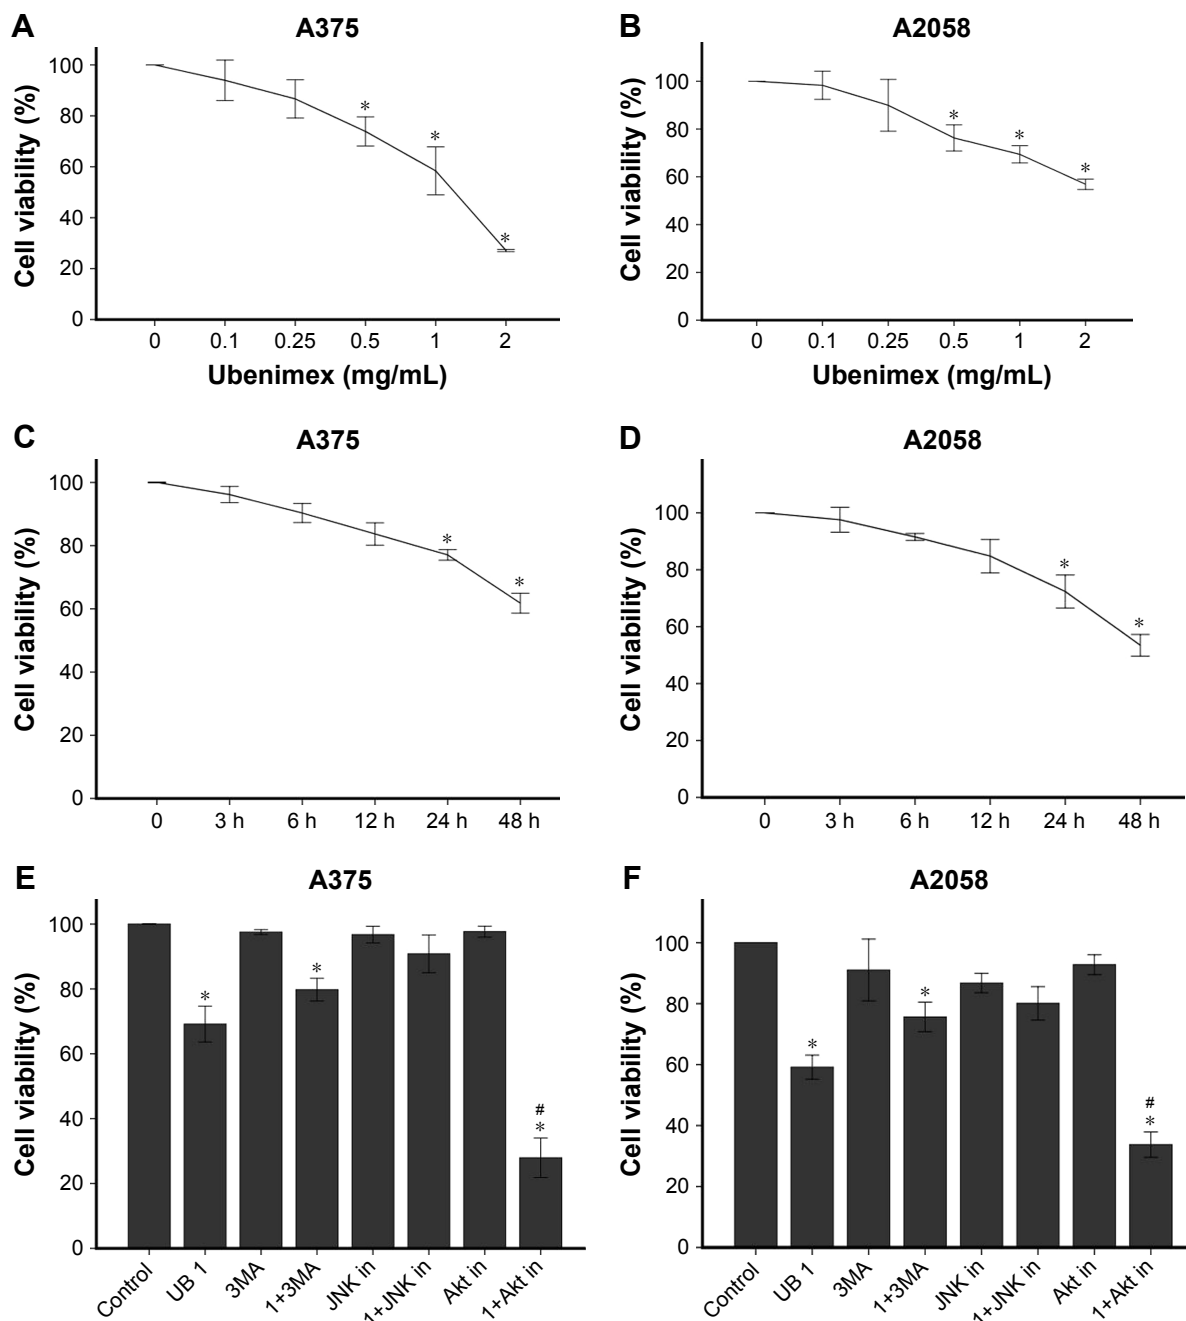 A
A375
Cell viability (%)
100
80
60
40
20
0
*
*
*
0 0.1 0.25 0.5 1 2
Ubenimex (mg/mL)
B
A2058
Cell viability (%)
100
80
60
40
20
0
*
*
*
0 0.1 0.25 0.5 1 2
Ubenimex (mg/mL)
C
A375
Cell viability (%)
100
80
60
40
20
0
*
*
0 3 h 6 h 12 h 24 h 48 h
D
A2058
Cell viability (%)
100
80
60
40
20
0
*
*
0 3 h 6 h 12 h 24 h 48 h
E
A375
Cell viability (%)
100
80
60
40
20
0
*
*
#
*
Control UB 1 3MA 1+3MA JNK in 1+JNK in Akt in 1+Akt in
F
A2058
Cell viability (%)
100
80
60
40
20
0
*
*
#
*
Control UB 1 3MA 1+3MA JNK in 1+JNK in Akt in 1+Akt in